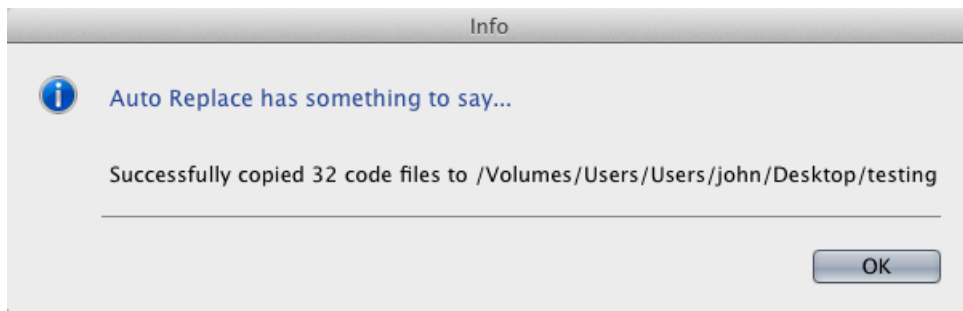 Info
Auto Replace has something to say...
Successfully copied 32 code files to /Volumes/Users/Users/john/Desktop/testing
OK